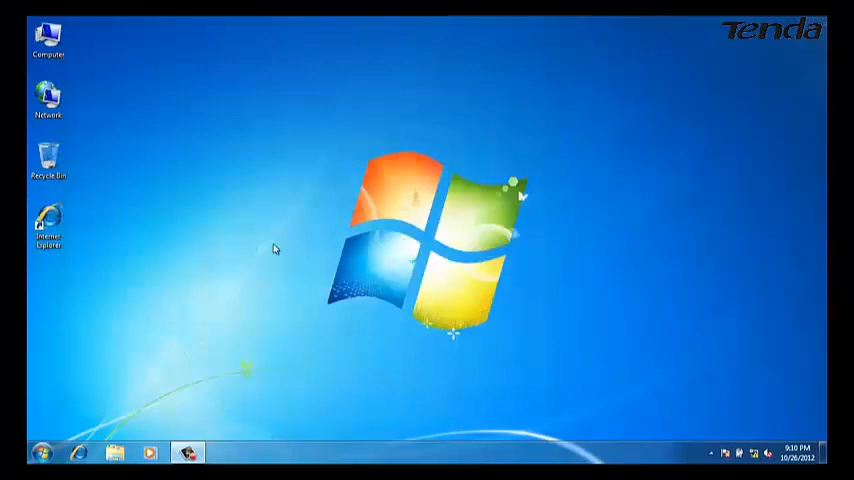 Tenda
Computer
Network
Recycle Bin
Internet
Explorer
9:10 PM
10/26/2012